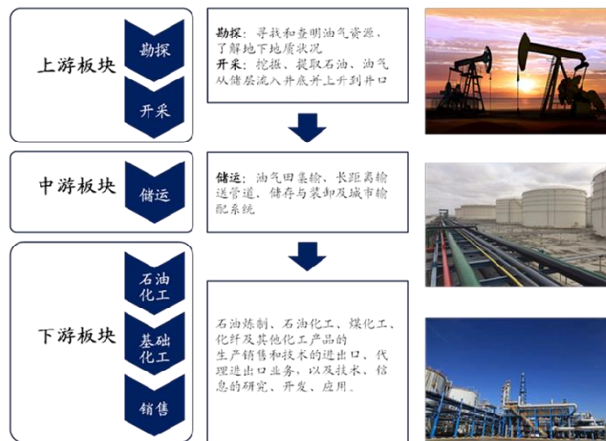 上游板块
勘探
开采
勘探：寻找和查明油气资源、
了解地下地质状况
开采：挖掘、提取石油、油气
从储层流入井底并上升到井口
中游板块
储运
储运：油气田集输、长距离输
送管道、储存与装卸及城市输
配系统
下游板块
石油
化工
基础
化工
销售
石油炼制、石油化工、煤化工、
化纤及其他化工产品的
生产销售和技术的进出口、代
理进出口业务，以及技术、信
息的研究、开发、应用.